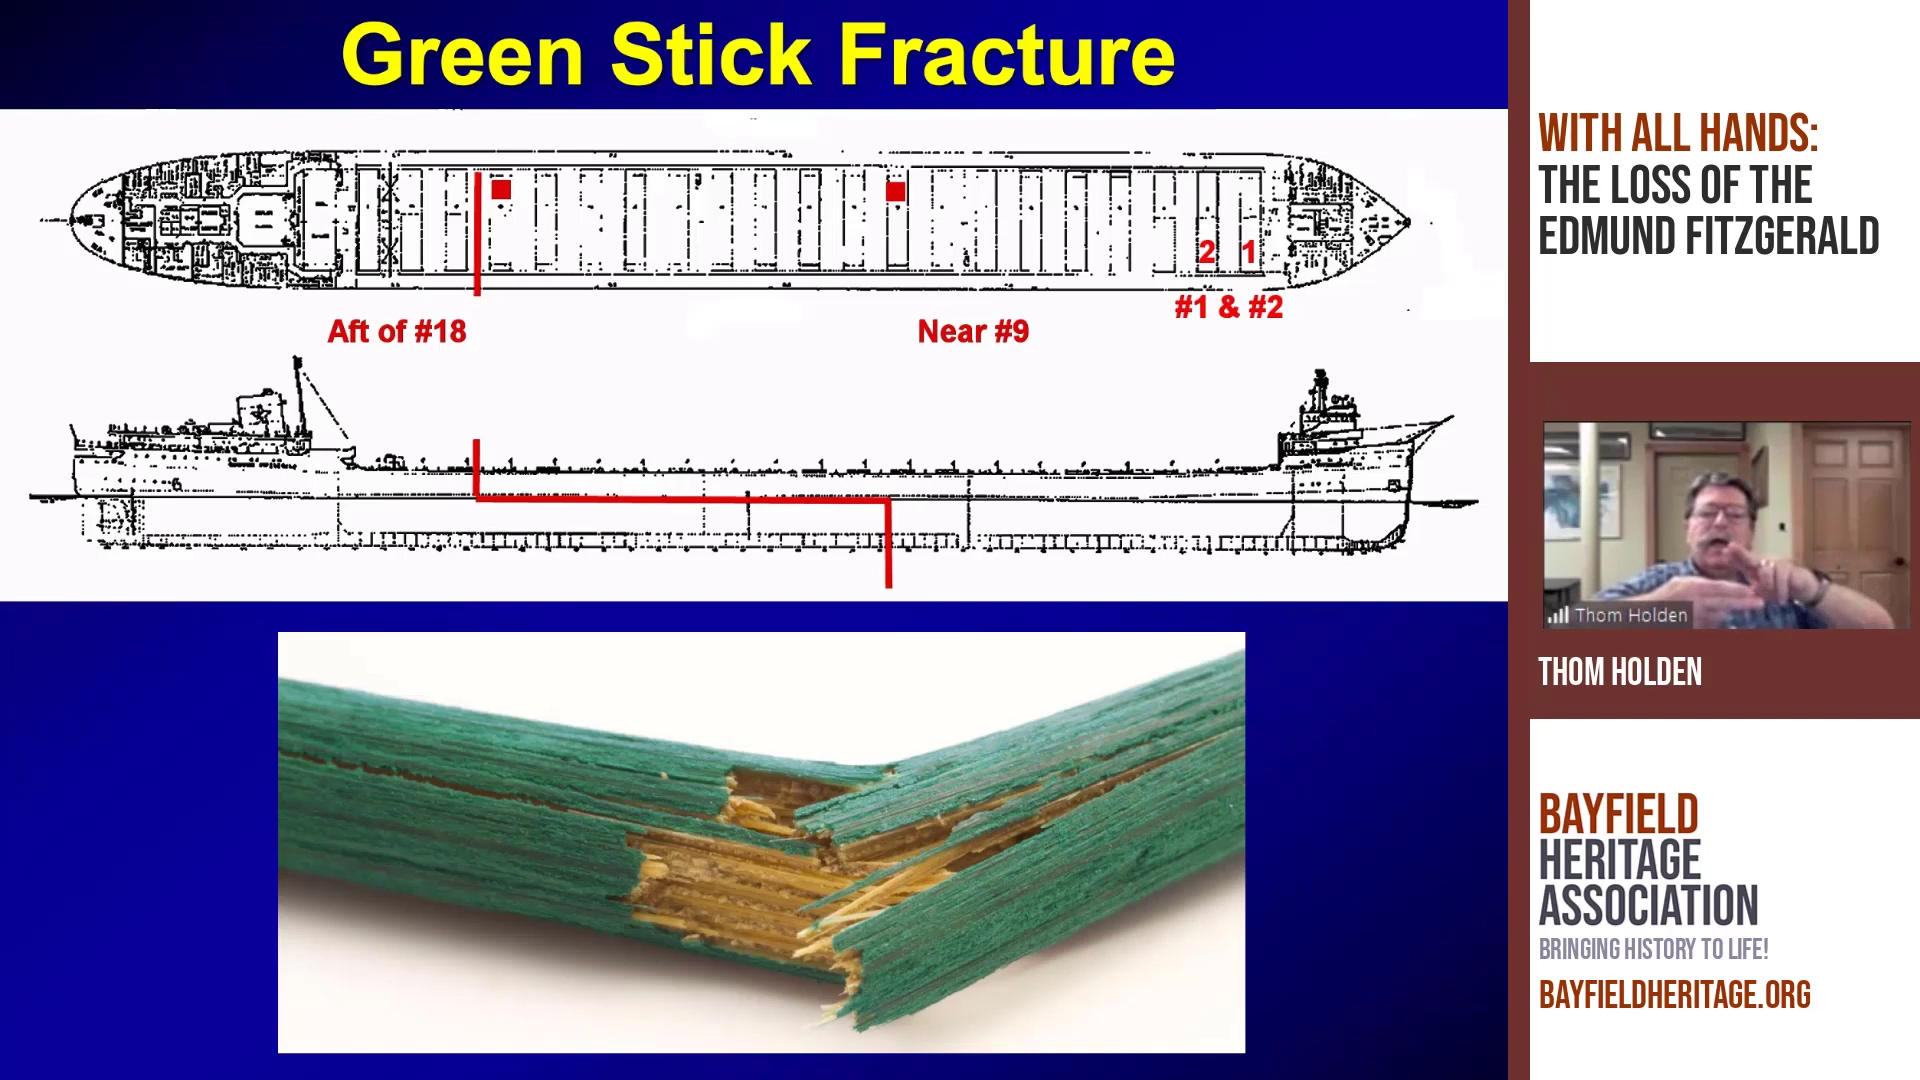 Green Stick Fracture
2 1
#1 & #2
Aft of #18
Near #9
WITH ALL HANDS:
THE LOSS OF THE
EDMUND FITZGERALD
Thom Holden
THOM HOLDEN
BAYFIELD
HERITAGE
ASSOCIATION
BRINGING HISTORY TO LIFE!
BAYFIELDHERITAGE.ORG